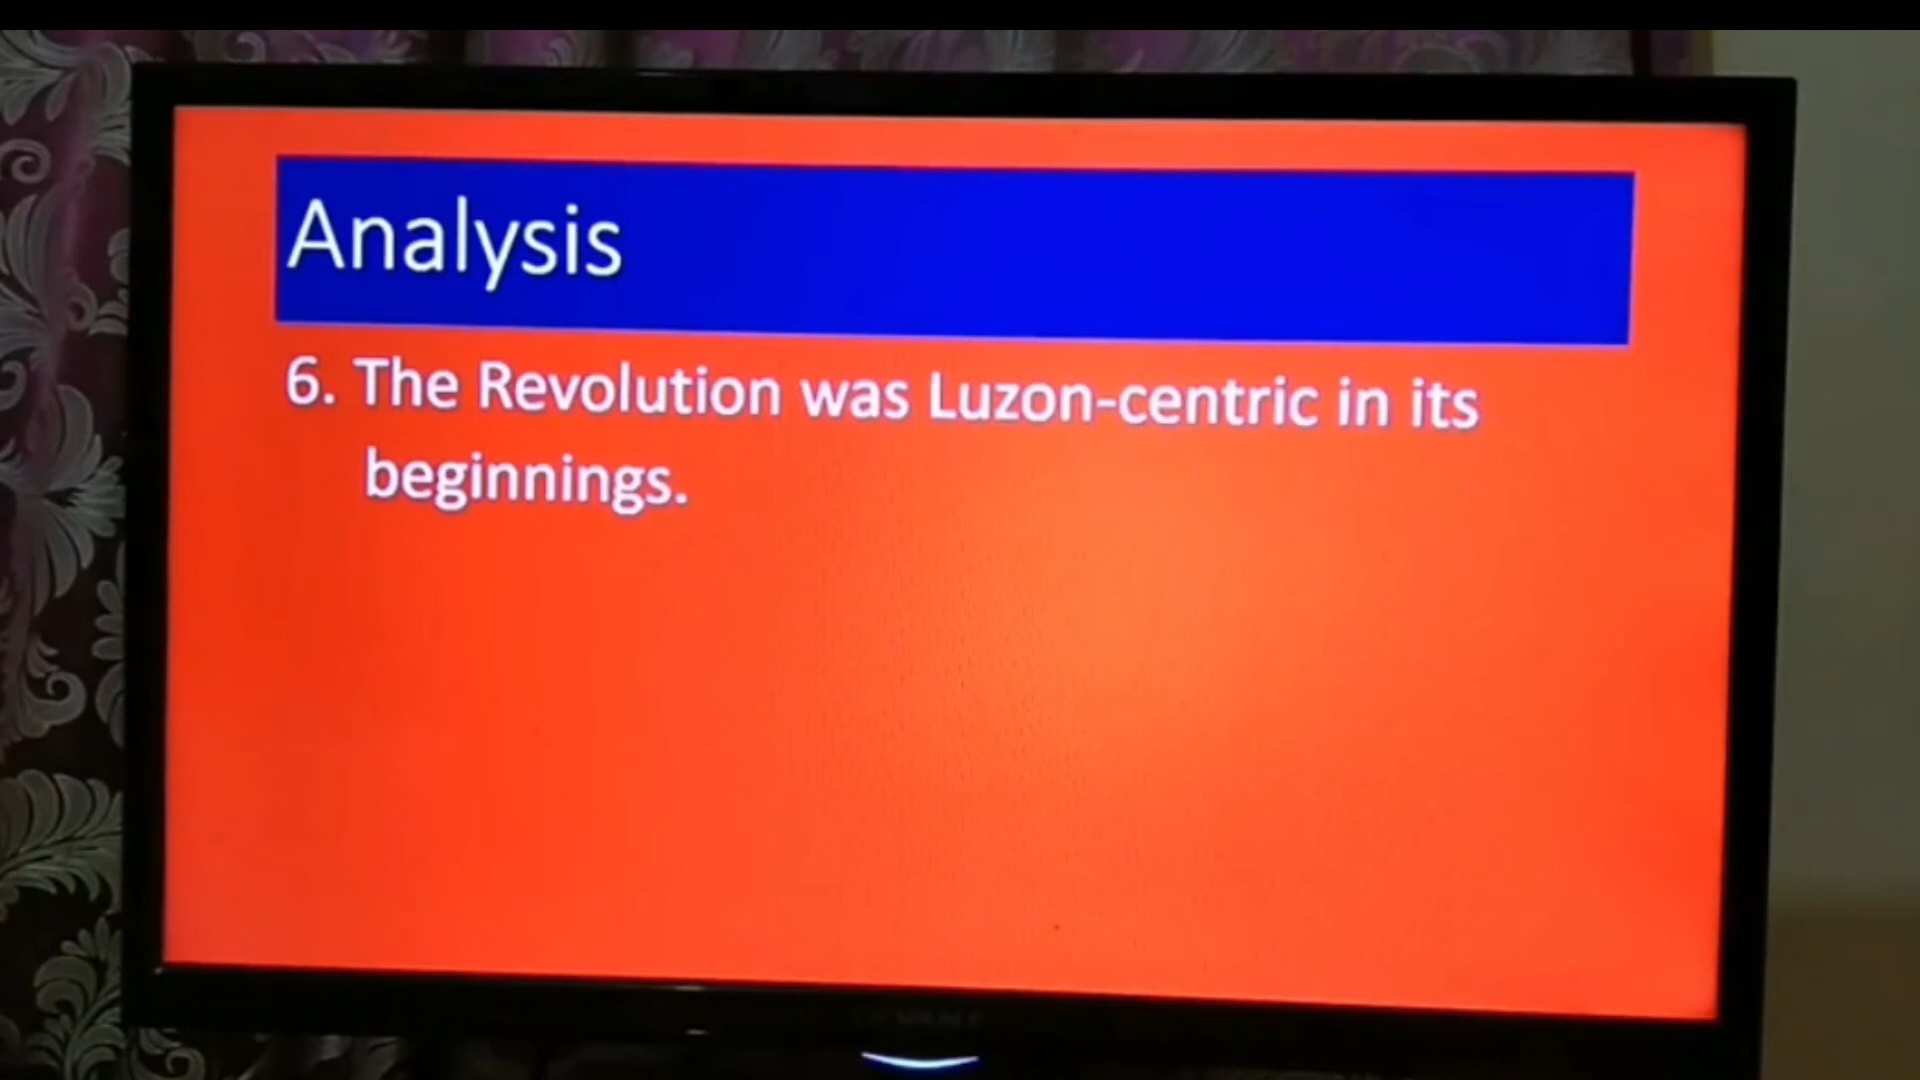 Analysis
6. The Revolution was Luzon-centric in its
beginnings.